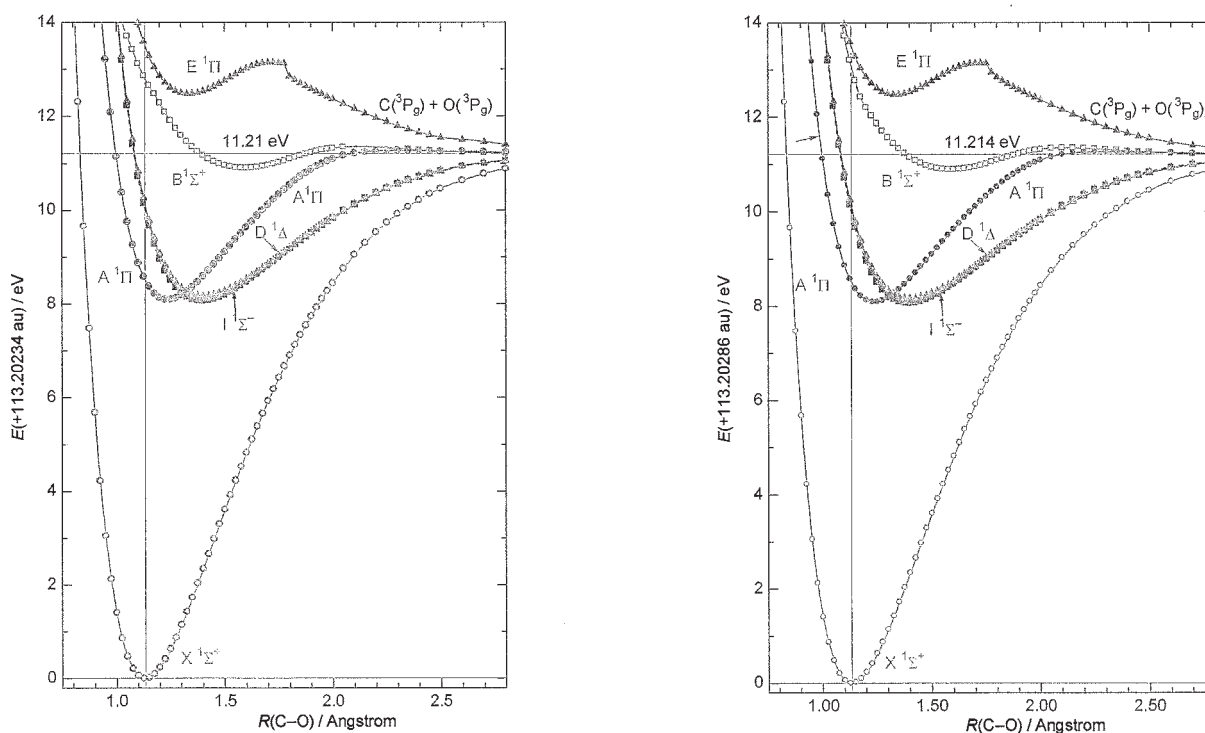 14
12
10
8
6
4
2
0
E(+113.20234 au) / eV
1.0
1.5
2.0
2.5
R(C–O) / Angstrom
E ¹Π
C(³Pg) + O(³Pg)
11.21 eV
B ¹Σ⁺
A ¹Π
D ¹Δ
A ¹Π
I ¹Σ⁻
X ¹Σ⁺
14
12
10
8
6
4
2
0
E(+113.20286 au) / eV
1.00
1.50
2.00
2.50
R(C–O) / Angstrom
E ¹Π
C(³Pg) + O(³Pg)
11.214 eV
B ¹Σ⁺
A ¹Π
D ¹Δ
A ¹Π
I ¹Σ⁻
X ¹Σ⁺